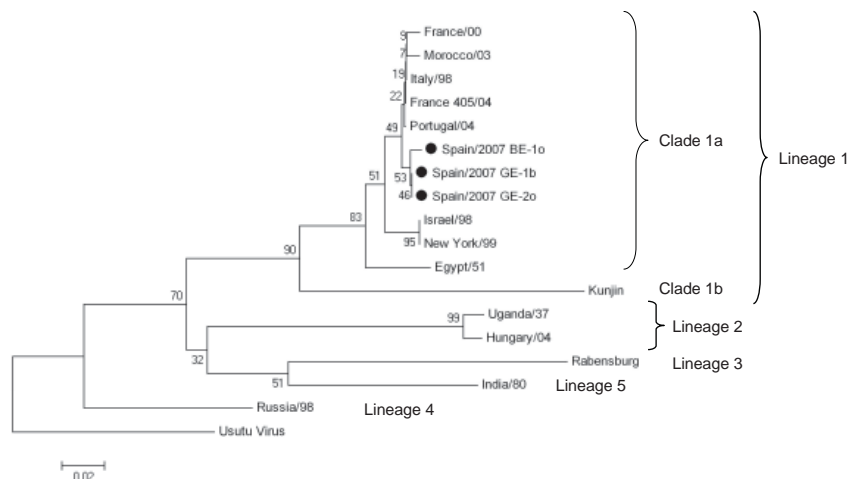 9
France/00
7
Morocco/03
19
Italy/98
22
France 405/04
Portugal/04
49
Clade 1a
Spain/2007 BE-1o
Lineage 1
53
Spain/2007 GE-1b
51
46
Spain/2007 GE-2o
83
Israel/98
95
New York/99
90
Egypt/51
70
Kunjin
Clade 1b
99
Uganda/37
Lineage 2
Hungary/04
32
Rabensburg
Lineage 3
51
India/80
Lineage 5
Russia/98
Lineage 4
Usutu Virus
0.02